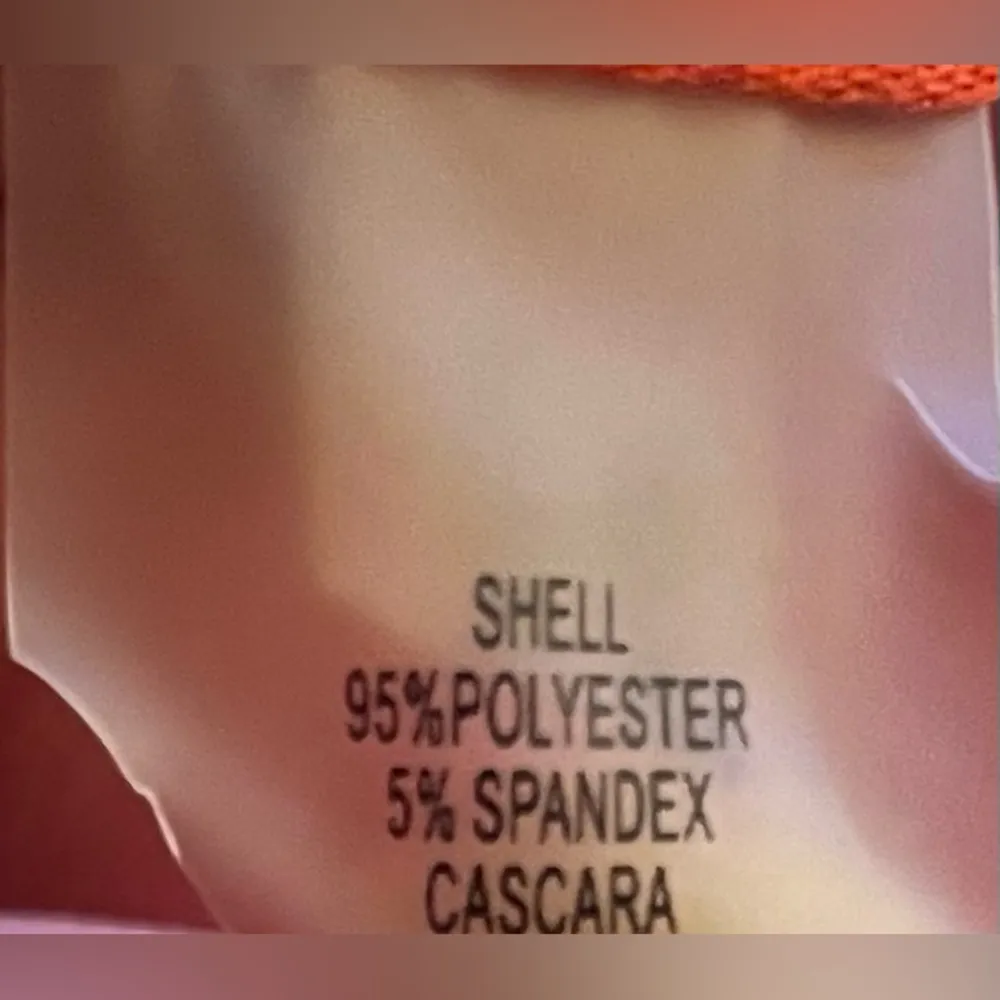 SHELL
95%POLYESTER
5% SPANDEX
CASCARA